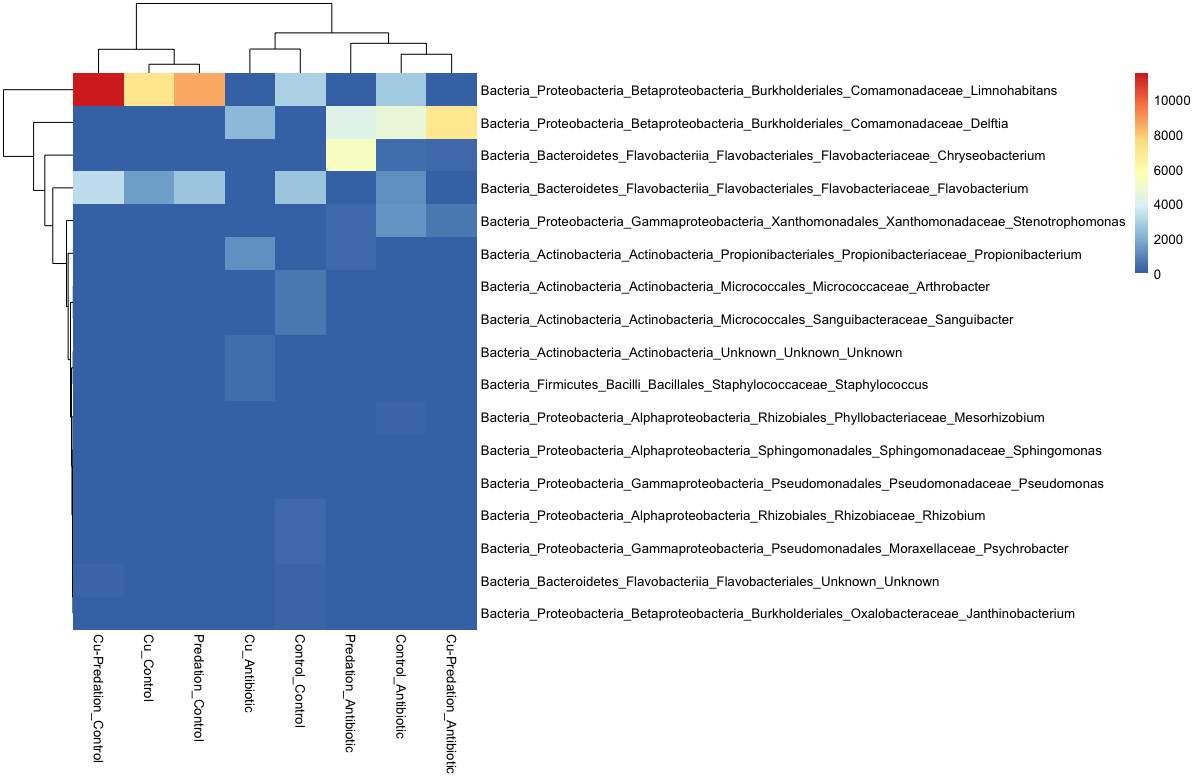 Bacteria_Proteobacteria_Betaproteobacteria_Burkholderiales_Comamonadaceae_Limnohabitans
Bacteria_Proteobacteria_Betaproteobacteria_Burkholderiales_Comamonadaceae_Delftia
Bacteria_Bacteroidetes_Flavobacteriia_Flavobacteriales_Flavobacteriaceae_Chryseobacterium
Bacteria_Bacteroidetes_Flavobacteriia_Flavobacteriales_Flavobacteriaceae_Flavobacterium
Bacteria_Proteobacteria_Gammaproteobacteria_Xanthomonadales_Xanthomonadaceae_Stenotrophomonas
Bacteria_Actinobacteria_Actinobacteria_Propionibacteriales_Propionibacteriaceae_Propionibacterium
Bacteria_Actinobacteria_Actinobacteria_Micrococcales_Micrococcaceae_Arthrobacter
Bacteria_Actinobacteria_Actinobacteria_Micrococcales_Sanguibacteraceae_Sanguibacter
Bacteria_Actinobacteria_Actinobacteria_Unknown_Unknown_Unknown
Bacteria_Firmicutes_Bacilli_Bacillales_Staphylococcaceae_Staphylococcus
Bacteria_Proteobacteria_Alphaproteobacteria_Rhizobiales_Phyllobacteriaceae_Mesorhizobium
Bacteria_Proteobacteria_Alphaproteobacteria_Sphingomonadales_Sphingomonadaceae_Sphingomonas
Bacteria_Proteobacteria_Gammaproteobacteria_Pseudomonadales_Pseudomonadaceae_Pseudomonas
Bacteria_Proteobacteria_Alphaproteobacteria_Rhizobiales_Rhizobiaceae_Rhizobium
Bacteria_Proteobacteria_Gammaproteobacteria_Pseudomonadales_Moraxellaceae_Psychrobacter
Bacteria_Bacteroidetes_Flavobacteriia_Flavobacteriales_Unknown_Unknown
Bacteria_Proteobacteria_Betaproteobacteria_Burkholderiales_Oxalobacteraceae_Janthinobacterium
10000
8000
6000
4000
2000
0
Cu-Predation_Control
Cu_Control
Predation_Control
Cu_Antibiotic
Control_Control
Predation_Antibiotic
Control_Antibiotic
Cu-Predation_Antibiotic